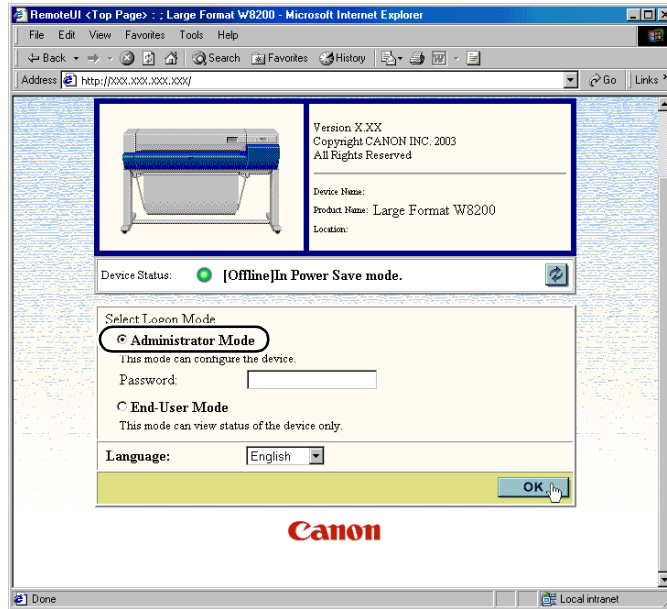 RemoteUI <Top Page> : ; Large Format W8200 - Microsoft Internet Explorer
File Edit View Favorites Tools Help
Back Search Favorites History
Address http://XXX.XXX.XXX.XXX/ Go Links
Version X.XX
Copyright CANON INC. 2003
All Rights Reserved
Device Name:
Product Name: Large Format W8200
Location:
Device Status: [Offline]In Power Save mode.
Select Logon Mode
Administrator Mode
This mode can configure the device.
Password:
End-User Mode
This mode can view status of the device only.
Language: English
OK
Canon
Done Local intranet